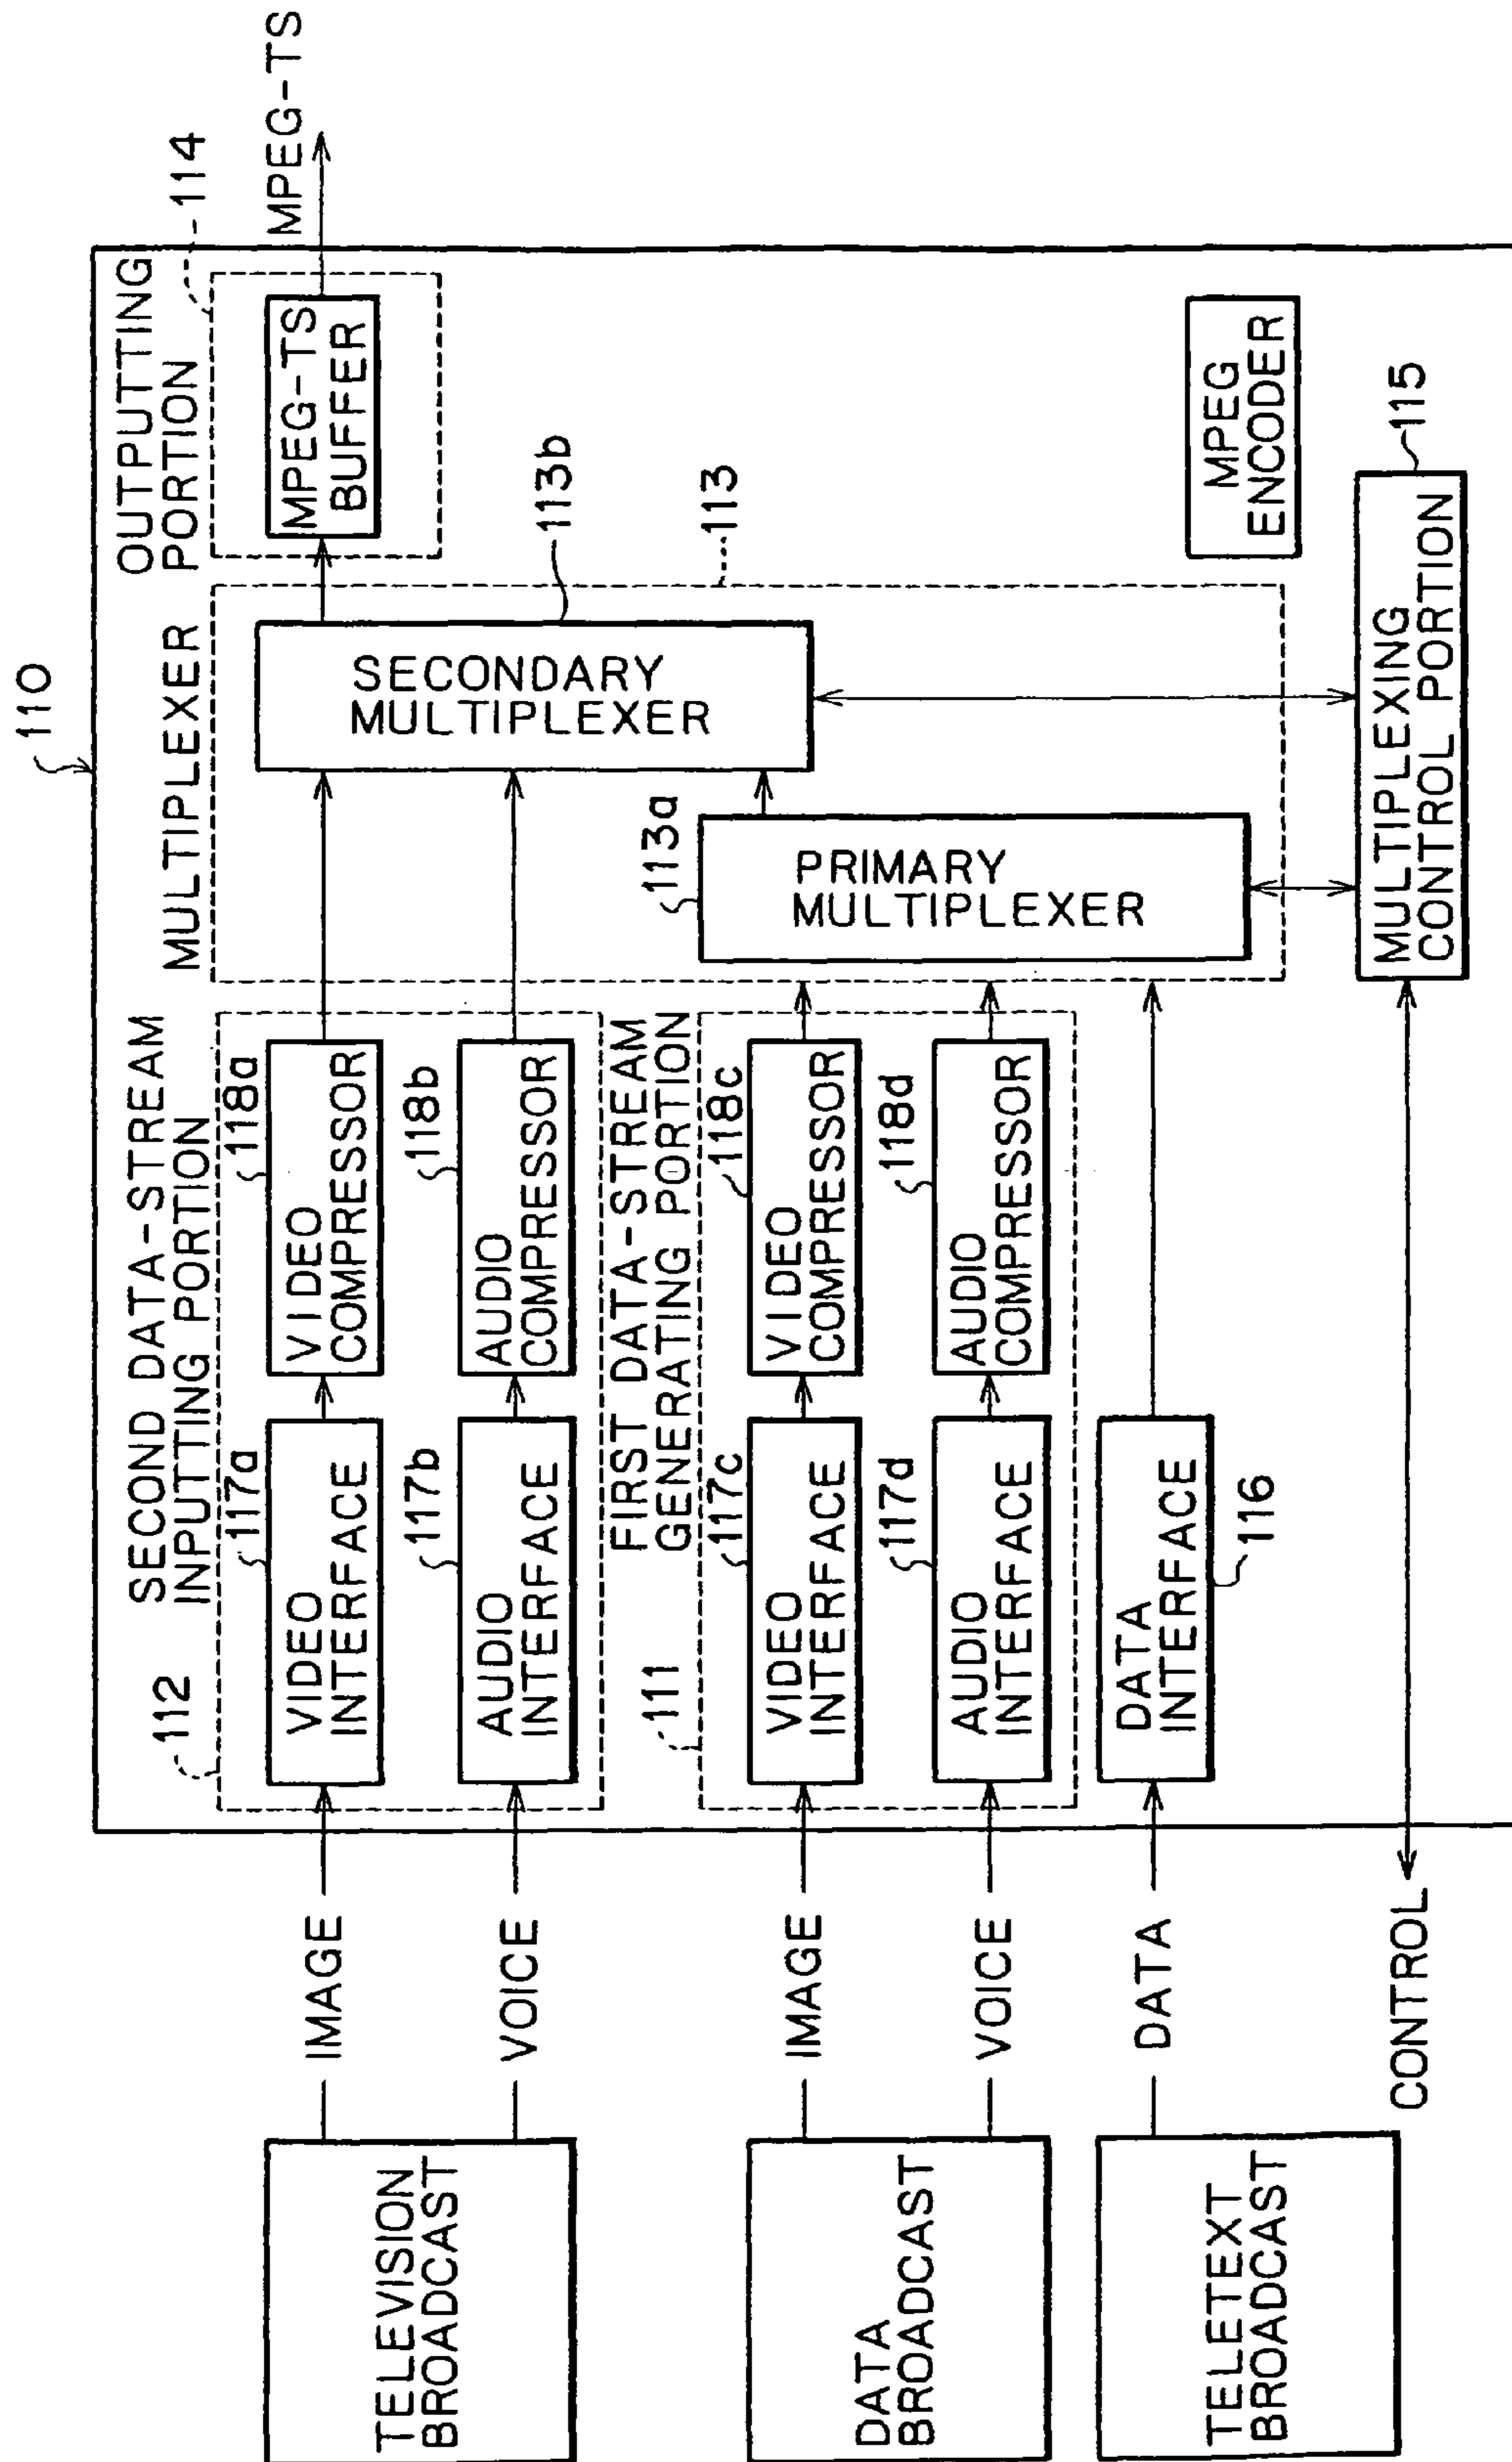 110
OUTPUTTING
PORTION
114
MPEG-TS
MPEG-TS
BUFFER
MULTIPLEXER
113
113b
SECONDARY
MULTIPLEXER
113a
PRIMARY
MULTIPLEXER
MPEG
ENCODER
MULTIPLEXING
CONTROL PORTION
115
SECOND DATA-STREAM
INPUTTING PORTION
112
117a
VIDEO
INTERFACE
118a
VIDEO
COMPRESSOR
117b
AUDIO
INTERFACE
118b
AUDIO
COMPRESSOR
FIRST DATA-STREAM
GENERATING PORTION
111
117c
VIDEO
INTERFACE
118c
VIDEO
COMPRESSOR
117d
AUDIO
INTERFACE
118d
AUDIO
COMPRESSOR
DATA
INTERFACE
116
IMAGE
VOICE
IMAGE
VOICE
DATA
CONTROL
TELEVISION
BROADCAST
DATA
BROADCAST
TELETEXT
BROADCAST